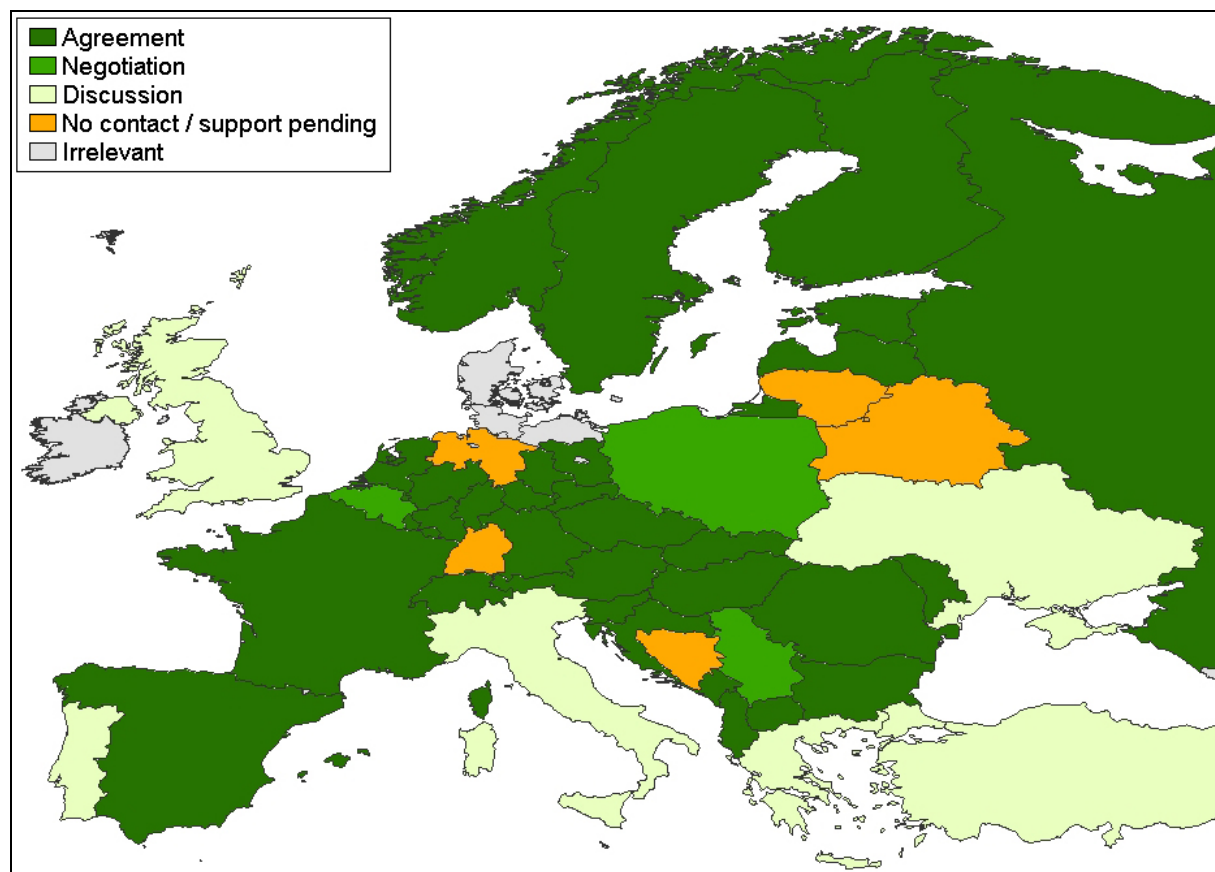 Agreement
Negotiation
Discussion
No contact / support pending
Irrelevant